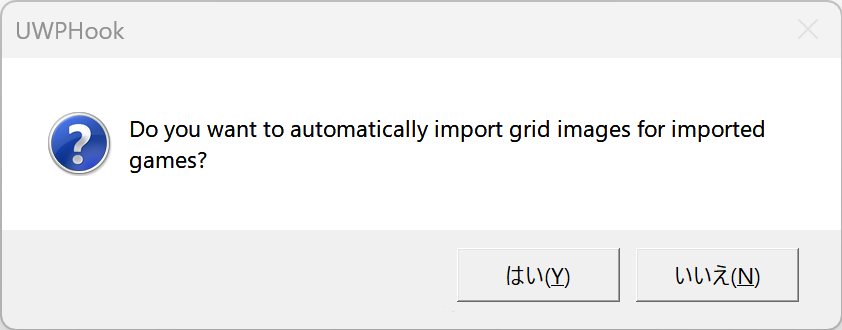 UWPHook
Do you want to automatically import grid images for imported
games?
はい(Y)
いいえ(N)